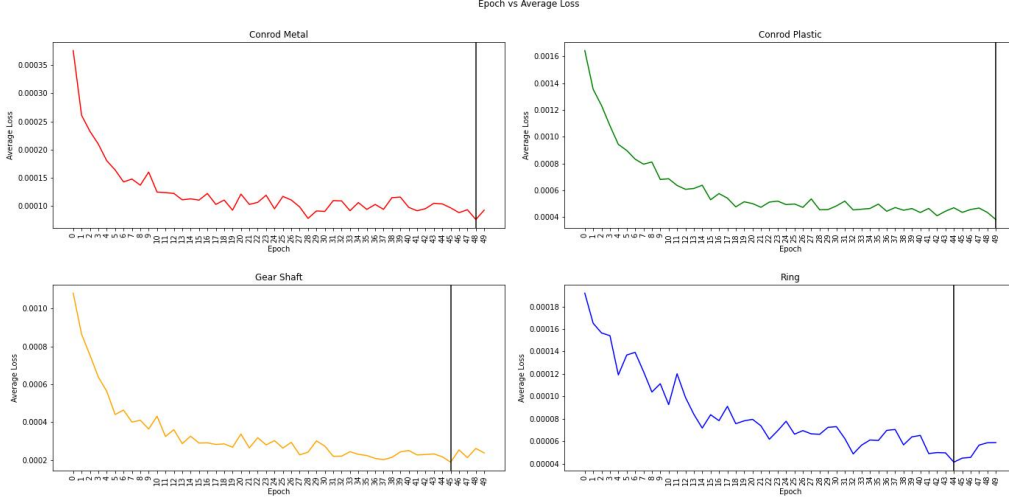 Epoch vs Average Loss
Conrod Metal
Average Loss
0.00035
0.00030
0.00025
0.00020
0.00015
0.00010
0 1 2 3 4 5 6 7 8 9 10 11 12 13 14 15 16 17 18 19 20 21 22 23 24 25 26 27 28 29 30 31 32 33 34 35 36 37 38 39 40 41 42 43 44 45 46 47 48 49
Epoch
Conrod Plastic
Average Loss
0.0016
0.0014
0.0012
0.0010
0.0008
0.0006
0.0004
0 1 2 3 4 5 6 7 8 9 10 11 12 13 14 15 16 17 18 19 20 21 22 23 24 25 26 27 28 29 30 31 32 33 34 35 36 37 38 39 40 41 42 43 44 45 46 47 48 49
Epoch
Gear Shaft
Average Loss
0.0010
0.0008
0.0006
0.0004
0.0002
0 1 2 3 4 5 6 7 8 9 10 11 12 13 14 15 16 17 18 19 20 21 22 23 24 25 26 27 28 29 30 31 32 33 34 35 36 37 38 39 40 41 42 43 44 45 46 47 48 49
Epoch
Ring
Average Loss
0.00018
0.00016
0.00014
0.00012
0.00010
0.00008
0.00006
0.00004
0 1 2 3 4 5 6 7 8 9 10 11 12 13 14 15 16 17 18 19 20 21 22 23 24 25 26 27 28 29 30 31 32 33 34 35 36 37 38 39 40 41 42 43 44 45 46 47 48 49
Epoch